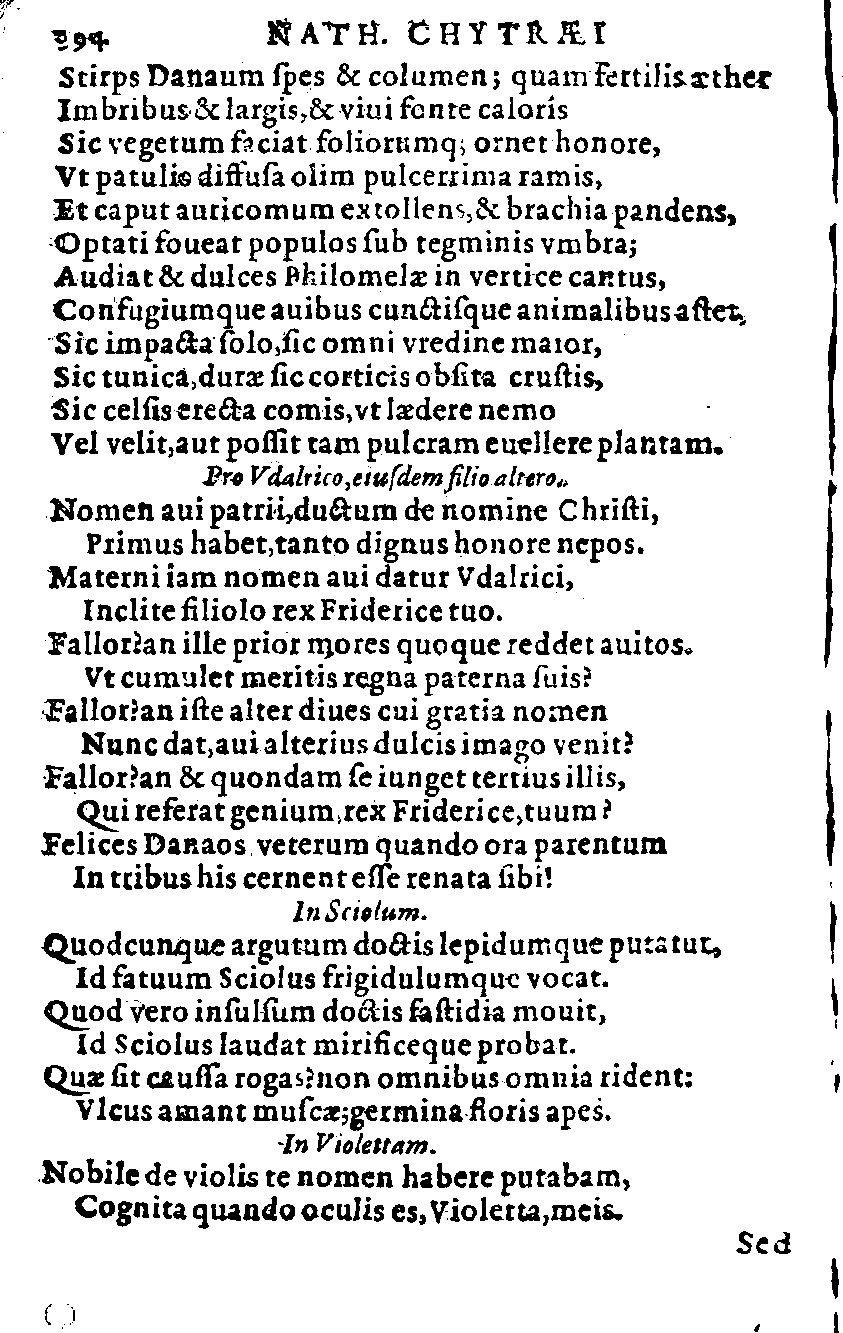 394 NATH. CHYTRÆI
Stirps Danaum ſpes & columen; quam fertilis æther
Imbribus & largis, & viui fonte caloris
Sic vegetum faciat foliorumq; ornet honore,
Vt patulis diffuſa olim pulcerrima ramis,
Et caput auricomum extollens, & brachia pandens,
Optati foueat populos ſub tegminis vmbra;
Audiat & dulces Philomelæ in vertice cantus,
Confugiumque auibus cunctiſque animalibus aſtet,
Sic impacta ſolo, ſic omni vredine maior,
Sic tunica, duræ ſic corticis obſita cruſtis,
Sic celſis erecta comis, vt lædere nemo
Vel velit, aut poſſit tam pulcram euellere plantam.
Pro Vdalrico, eiuſdem filio altero.
Nomen aui patrii, ductum de nomine Chriſti,
Primus habet, tanto dignus honore nepos.
Materni iam nomen aui datur Vdalrici,
Inclite filiolo rex Friderice tuo.
Fallor? an ille prior mores quoque reddet auitos.
Vt cumulet meritis regna paterna ſuis?
Fallor? an iſte alter diues cui gratia nomen
Nunc dat, aui alterius dulcis imago venit?
Fallor? an & quondam ſe iunget tertius illis,
Qui referat genium, rex Friderice, tuum?
Felices Danaos veterum quando ora parentum
In tribus his cernent eſſe renata ſibi!
In Sciolum.
Quodcunque argutum doctis lepidumque putatur,
Id fatuum Sciolus frigidulumque vocat.
Quod vero inſulſum doctis faſtidia mouit,
Id Sciolus laudat mirificeque probat.
Quæ ſit cauſſa rogas? non omnibus omnia rident:
Vlcus amant muſcæ; germina floris apes.
In Violettam.
Nobile de violis te nomen habere putabam,
Cognita quando oculis es, Violetta, meis.
Sed